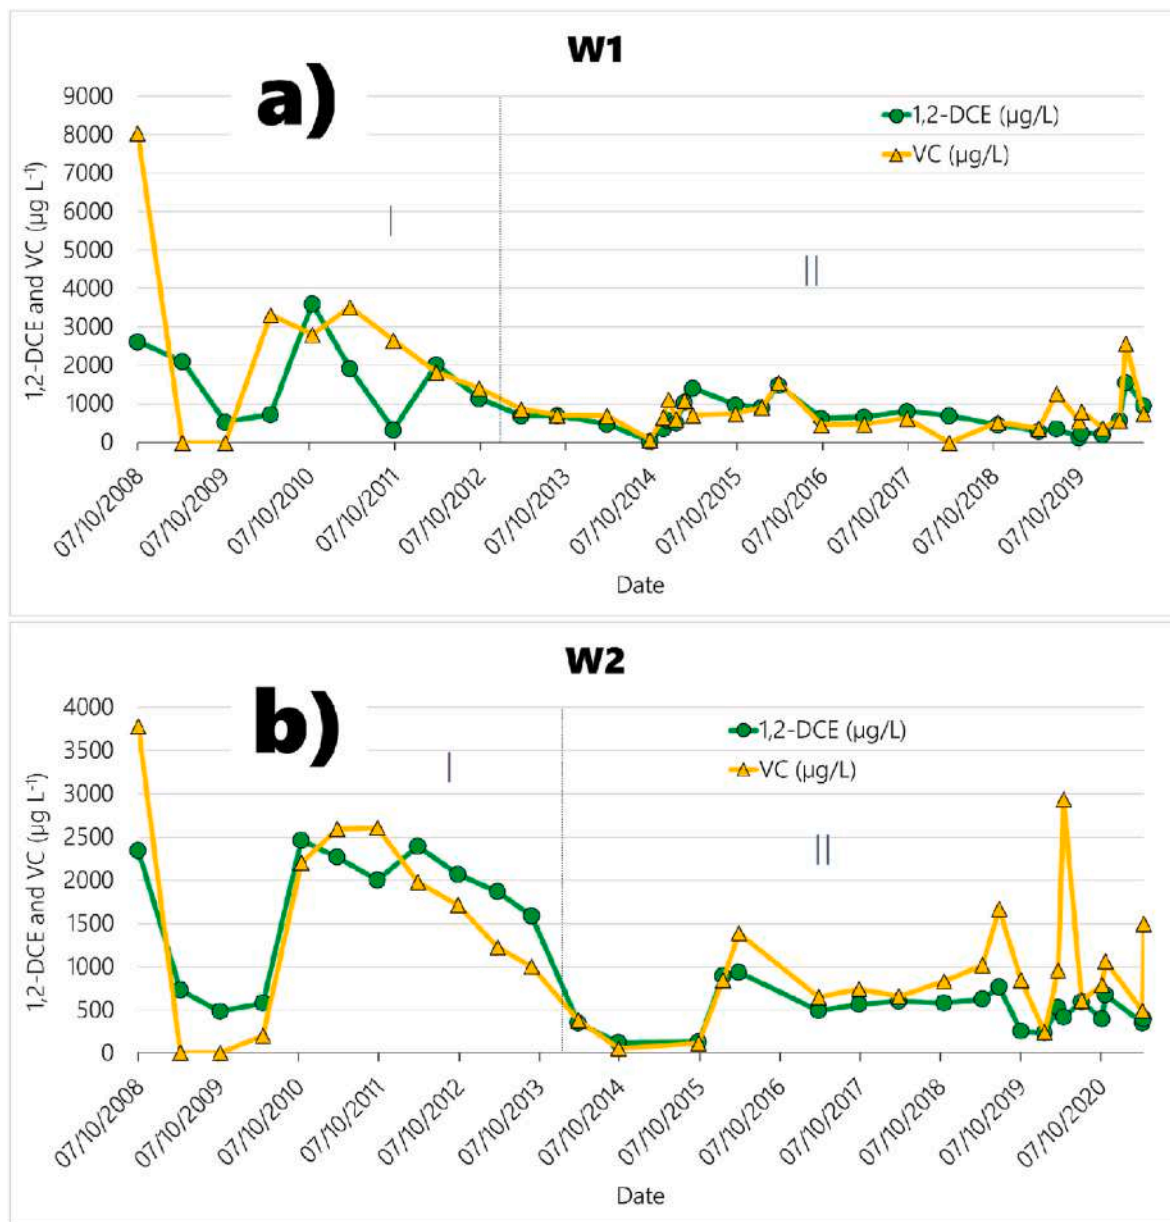 W1
a)
9000
8000
7000
6000
5000
4000
3000
2000
1000
0
1,2-DCE and VC (µg L⁻¹)
1,2-DCE (µg/L)
VC (µg/L)
I
II
07/10/2008
07/10/2009
07/10/2010
07/10/2011
07/10/2012
07/10/2013
07/10/2014
07/10/2015
07/10/2016
07/10/2017
07/10/2018
07/10/2019
Date
W2
b)
4000
3500
3000
2500
2000
1500
1000
500
0
1,2-DCE and VC (µg L⁻¹)
1,2-DCE (µg/L)
VC (µg/L)
I
II
07/10/2008
07/10/2009
07/10/2010
07/10/2011
07/10/2012
07/10/2013
07/10/2014
07/10/2015
07/10/2016
07/10/2017
07/10/2018
07/10/2019
07/10/2020
Date